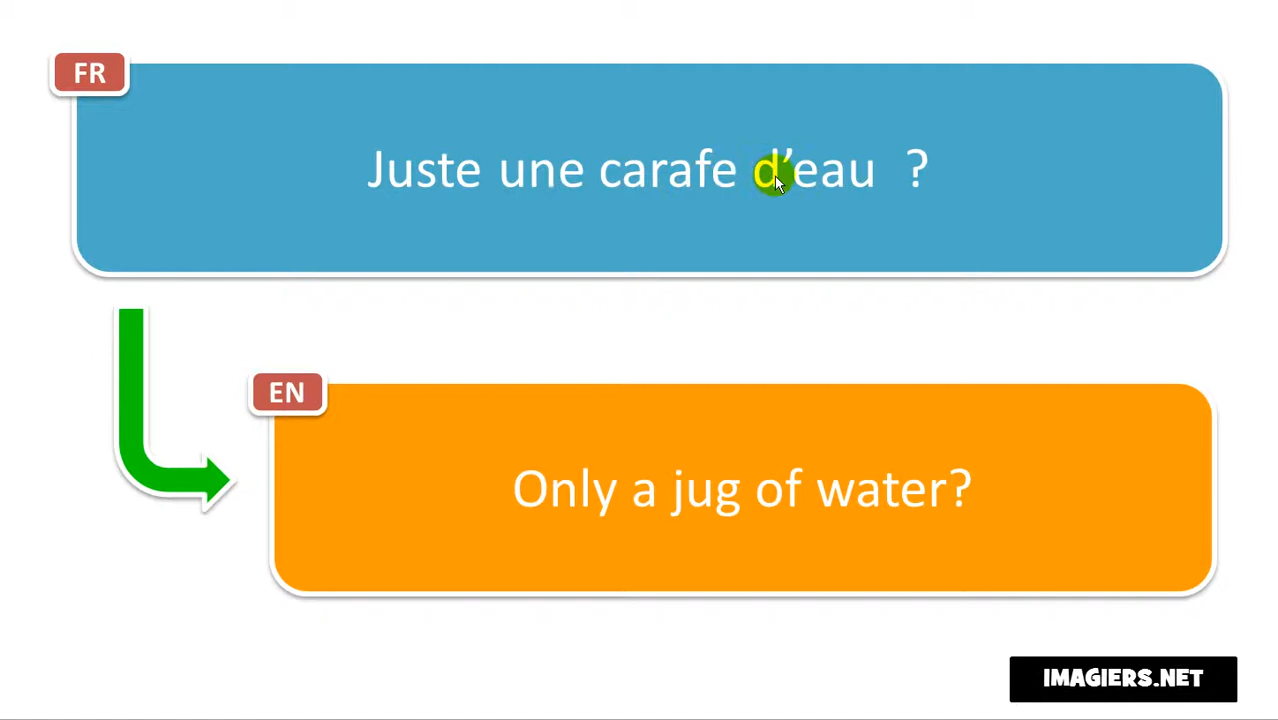 FR
Juste une carafe d’eau ?
EN
Only a jug of water?
IMAGIERS.NET